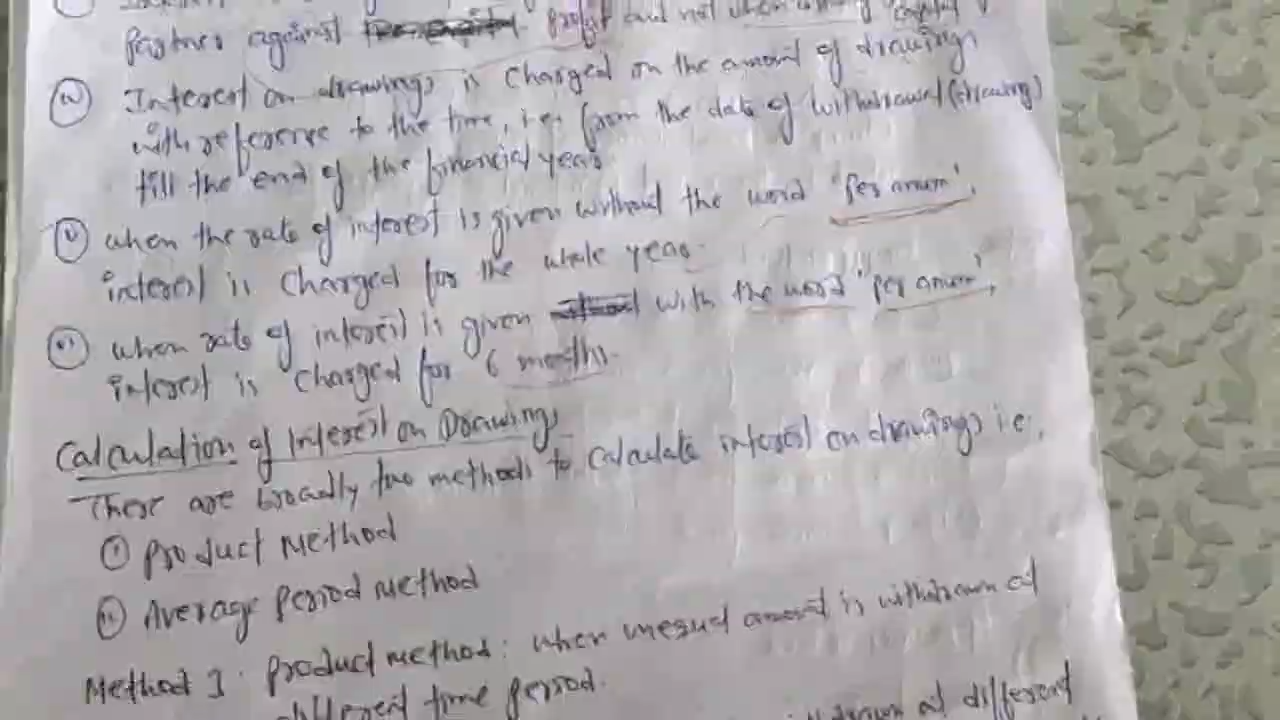 Partner against profit and not when
(iv) Interest on drawings is charged on the amount of drawings
with reference to the time, i.e. from the date of withdrawal (drawing)
till the end of the financial year
(v) when the rate of interest is given without the word 'Per anum',
interest is charged for the whole year.
(vi) when rate of interest is given with the word 'per anum',
interest is charged for 6 months.
Calculation of Interest on Drawings
There are broadly two methods to calculate interest on drawings i.e.
(i) Product Method
(ii) Average Period Method
Method I: Product method: when unequal amount is withdrawn at
different time period.
at different